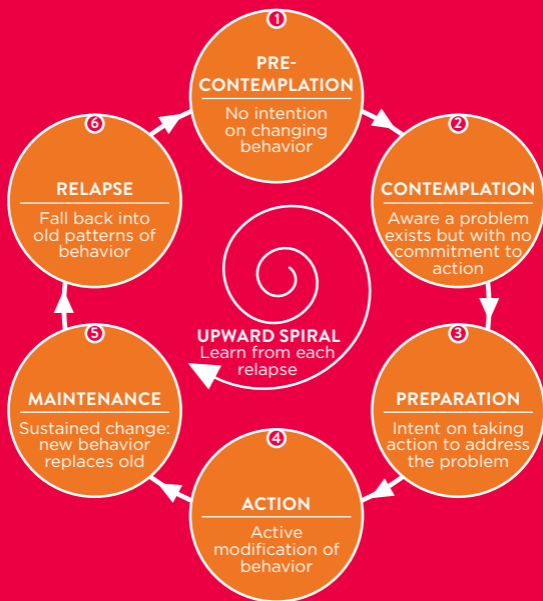 1
PRE-
CONTEMPLATION
No intention
on changing
behavior
2
CONTEMPLATION
Aware a problem
exists but with no
commitment to
action
3
PREPARATION
Intent on taking
action to address
the problem
4
ACTION
Active
modification of
behavior
5
MAINTENANCE
Sustained change:
new behavior
replaces old
6
RELAPSE
Fall back into
old patterns of
behavior
UPWARD SPIRAL
Learn from each
relapse